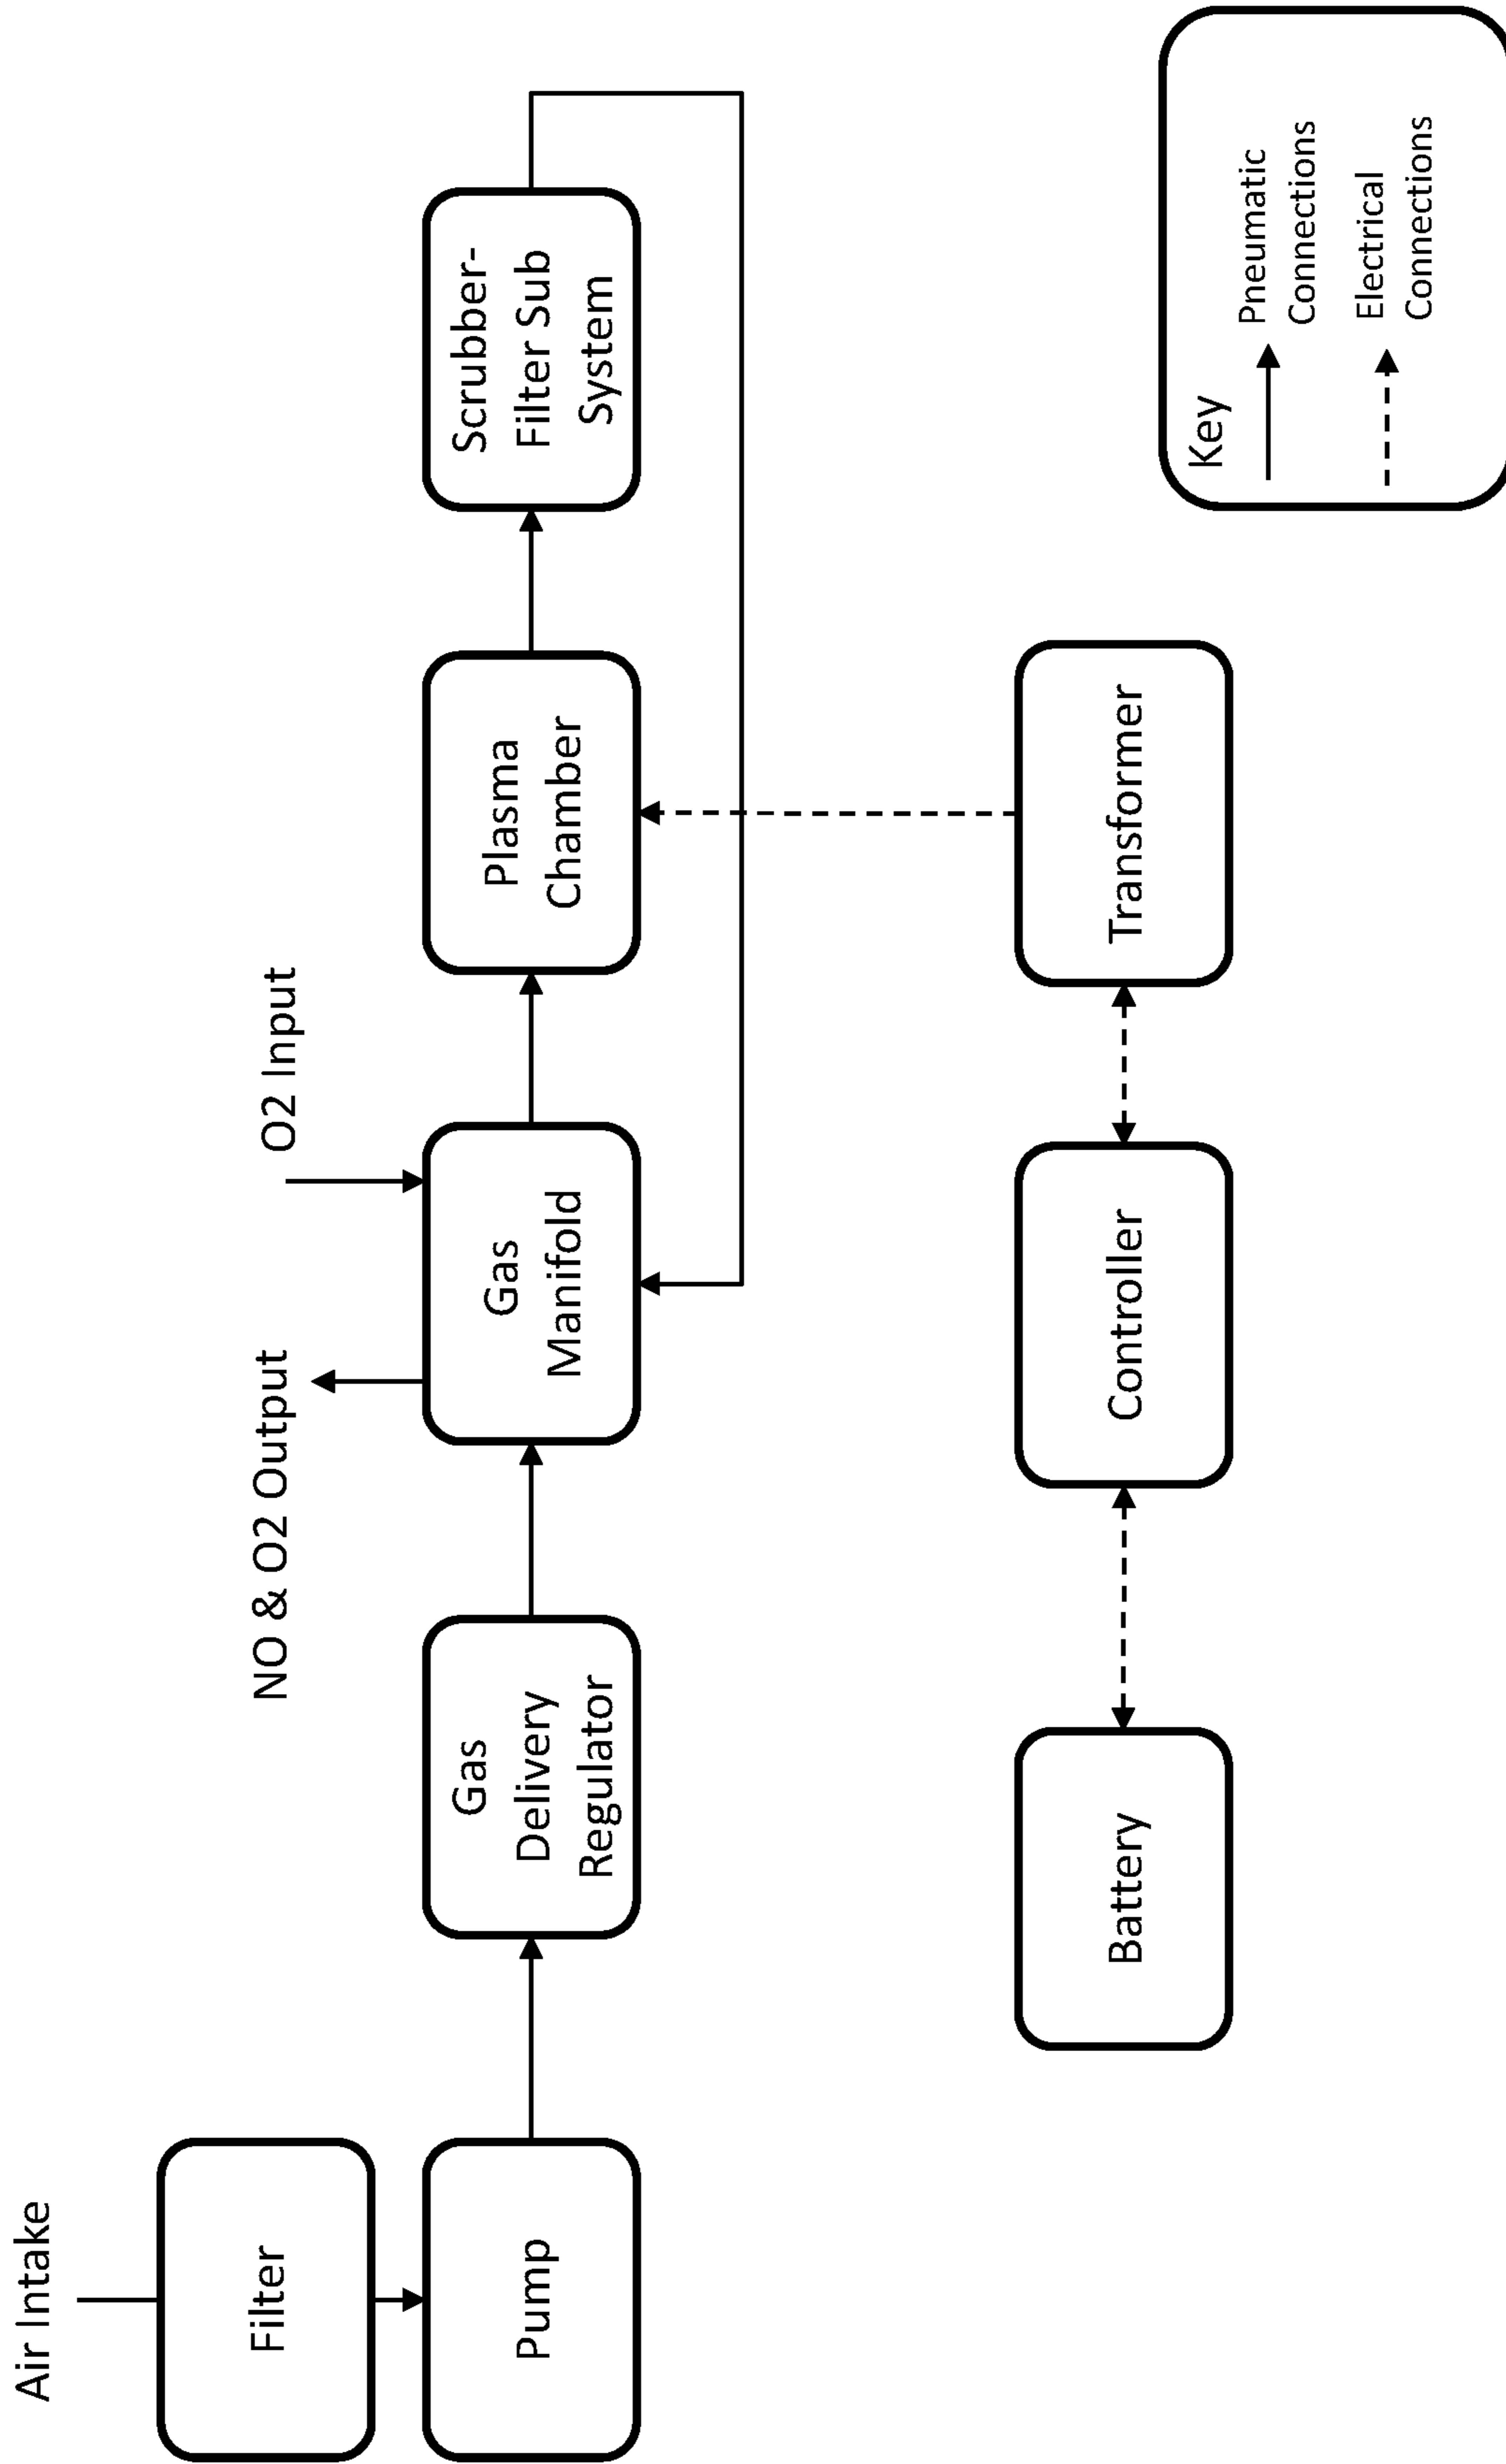 Air Intake
Filter
Pump
Gas
Delivery
Regulator
NO & O2 Output
O2 Input
Gas
Manifold
Plasma
Chamber
Scrubber-
Filter Sub
System
Battery
Controller
Transformer
Key
Pneumatic
Connections
Electrical
Connections